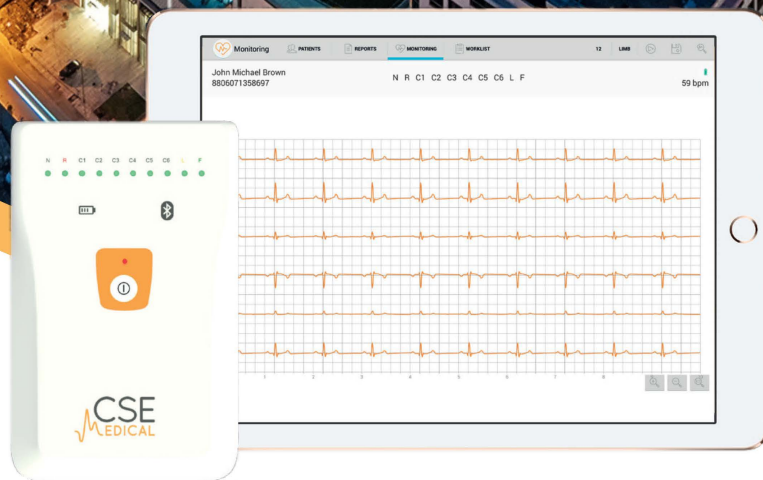 Monitoring PATIENTS REPORTS MONITORING WORKLIST 12 LIMB
John Michael Brown
8806071358697
N R C1 C2 C3 C4 C5 C6 L F
59 bpm
N R C1 C2 C3 C4 C5 C6 L F
1 2 3 4 5 6 7 8
CSE
MEDICAL